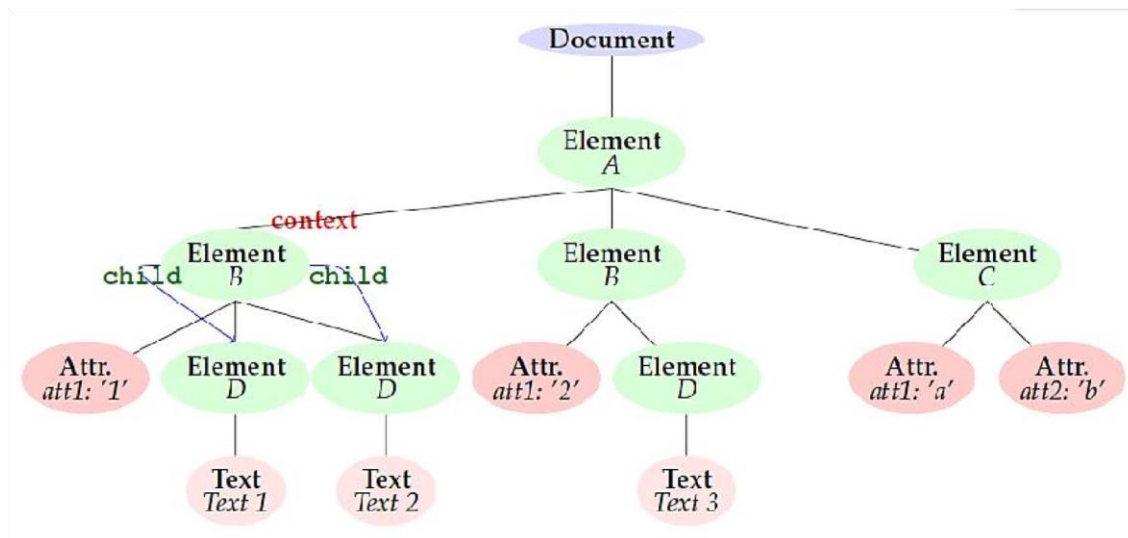 Document
Element
A
context
Element
B
child
child
Element
B
Element
C
Attr.
att1: '1'
Element
D
Element
D
Attr.
att1: '2'
Element
D
Attr.
att1: 'a'
Attr.
att2: 'b'
Text
Text 1
Text
Text 2
Text
Text 3